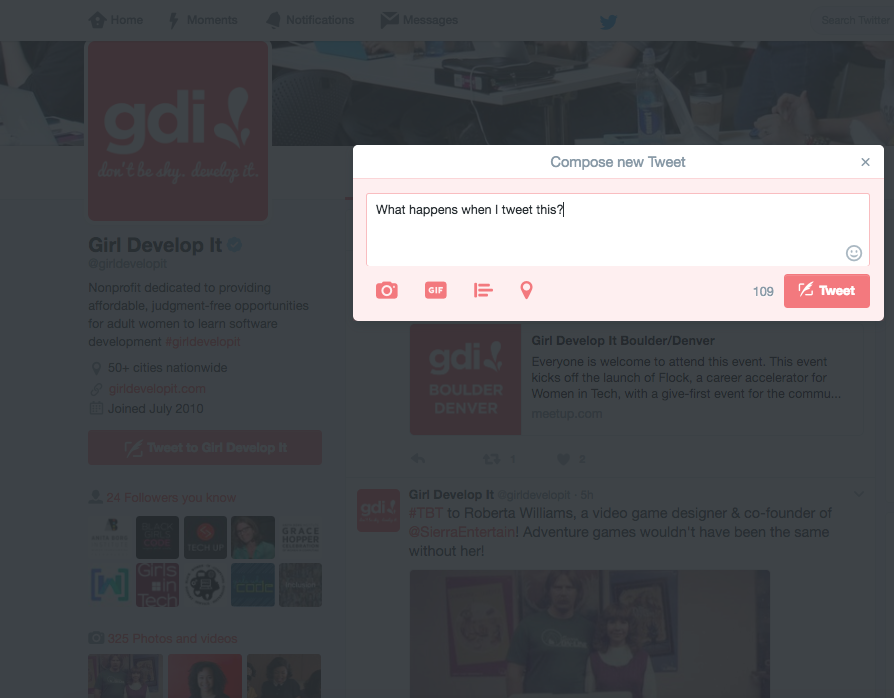 Home
Moments
Notifications
Messages
Search Twitter
gdi
don't be shy. develop it.
Compose new Tweet
What happens when I tweet this?
GIF
109
Tweet
Girl Develop It
@girldevelopit
Nonprofit dedicated to providing
affordable, judgment-free opportunities
for adult women to learn software
development #girldevelopit
50+ cities nationwide
girldevelopit.com
Joined July 2010
Tweet to Girl Develop It
24 Followers you know
TECH UP
GRACE
HOPPER
Girls
in
Tech
code
325 Photos and videos
gdi
BOULDER
DENVER
Girl Develop It Boulder/Denver
Everyone is welcome to attend this event. This event
kicks off the launch of Flock, a career accelerator for
Women in Tech, with a give-first event for the commu...
meetup.com
1
2
gdi
Girl Develop It @girldevelopit · 5h
#TBT to Roberta Williams, a video game designer & co-founder of
@SierraEntertain! Adventure games wouldn't have been the same
without her!